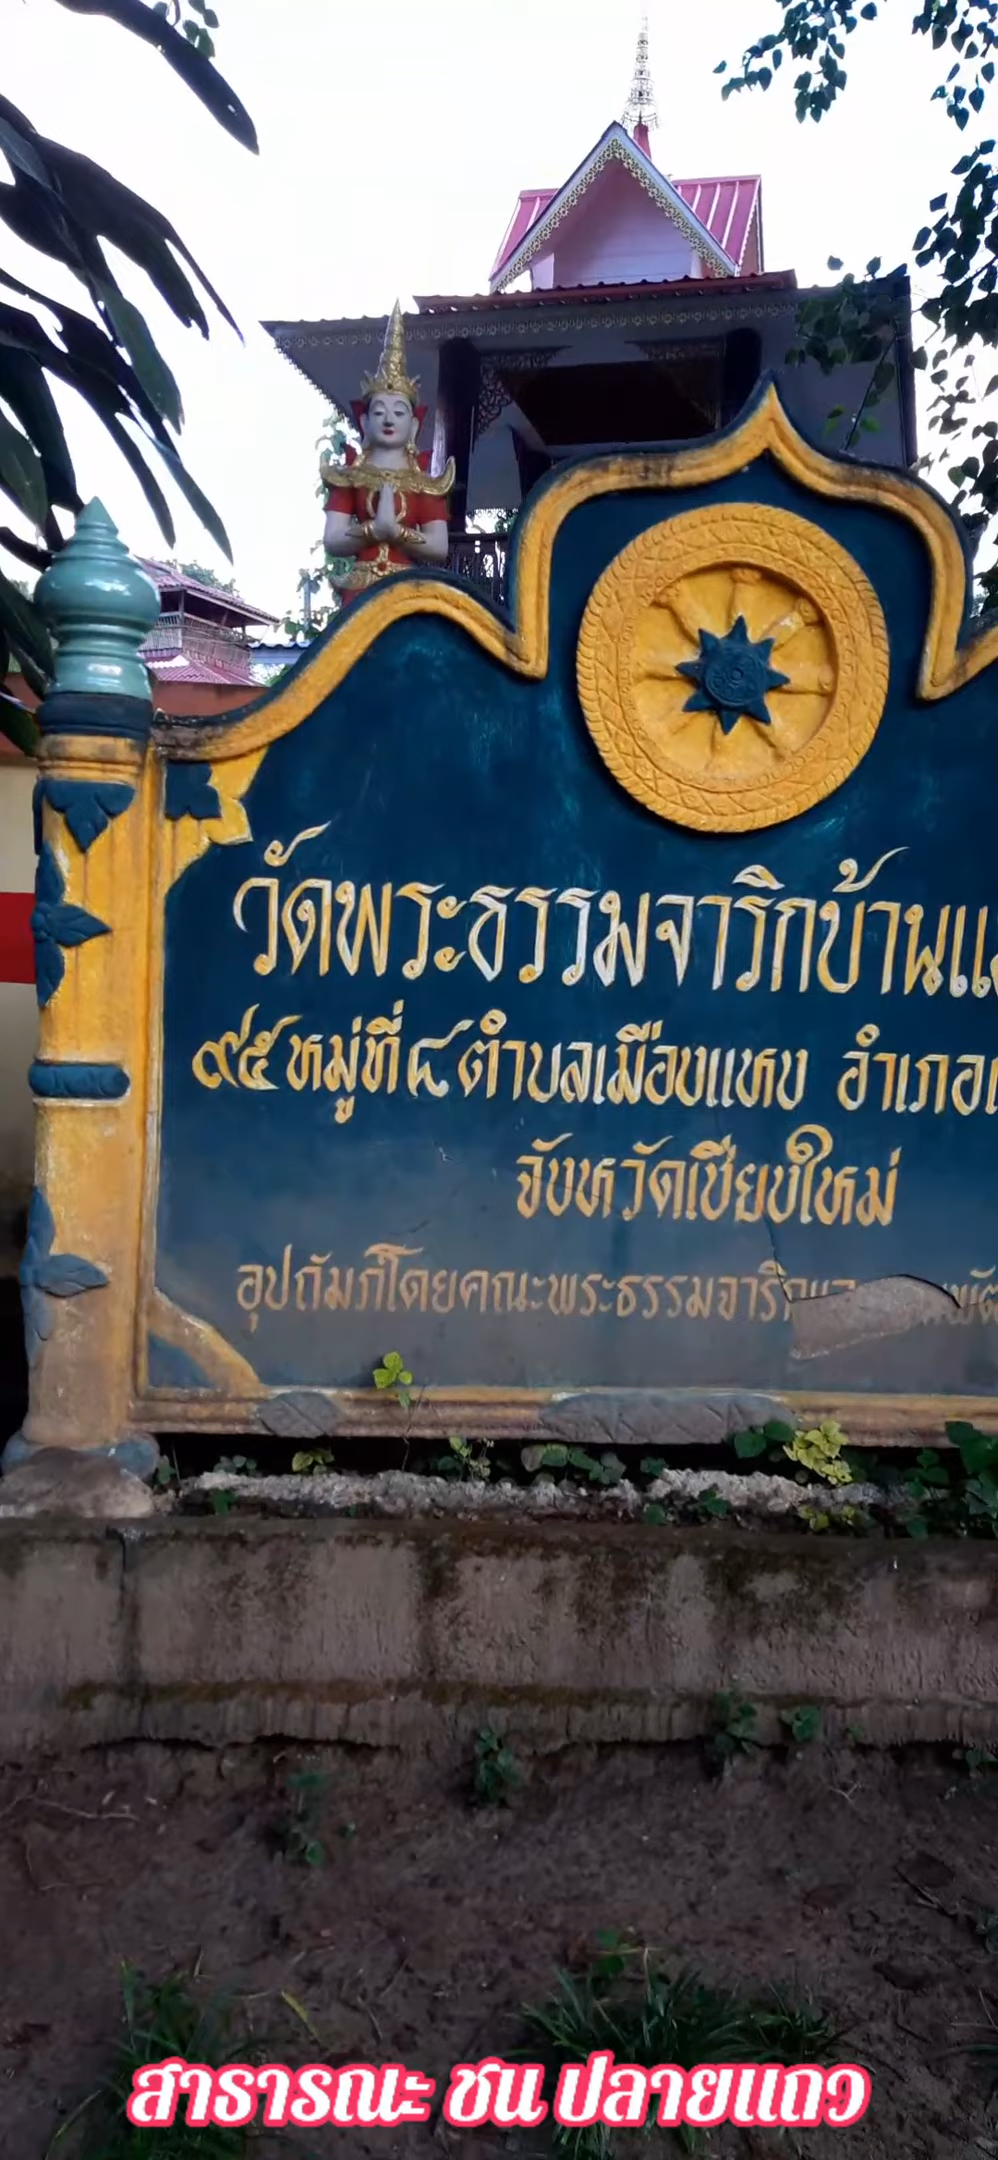 วัดพระธรรมจาริกบ้านแ
๙๕ หมู่ที่ ๘ ตำบลเมืองแหง อำเภอเ
จังหวัดเชียงใหม่
อุปถัมภ์โดยคณะพระธรรมจาริก
สาธารณะ ชน ปลายแถว